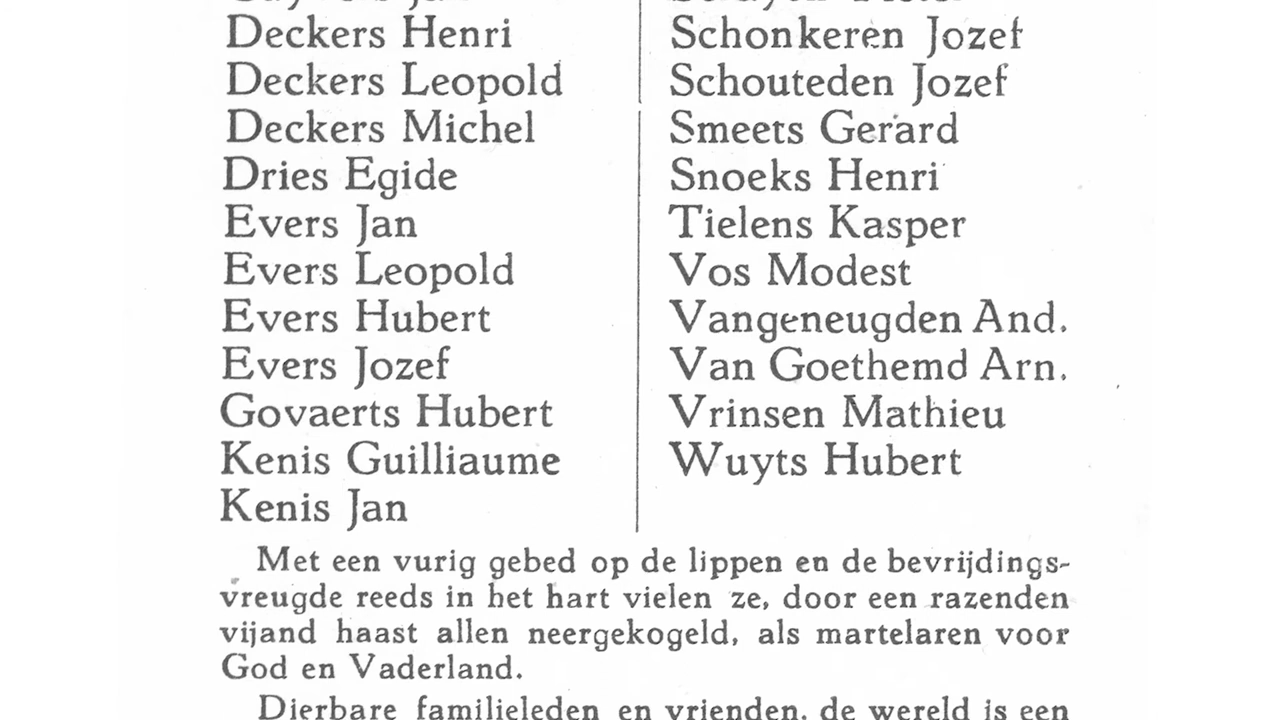 Deckers Henri
Deckers Leopold
Deckers Michel
Dries Egide
Evers Jan
Evers Leopold
Evers Hubert
Evers Jozef
Govaerts Hubert
Kenis Guilliaume
Kenis Jan
Schonkeren Jozef
Schouteden Jozef
Smeets Gerard
Snoeks Henri
Tielens Kasper
Vos Modest
Vangeneugden And.
Van Goethemd Arn.
Vrinsen Mathieu
Wuyts Hubert
Met een vurig gebed op de lippen en de bevrijdings-
vreugde reeds in het hart vielen ze, door een razenden
vijand haast allen neergekogeld, als martelaren voor
God en Vaderland.
Dierbare familieleden en vrienden, de wereld is een